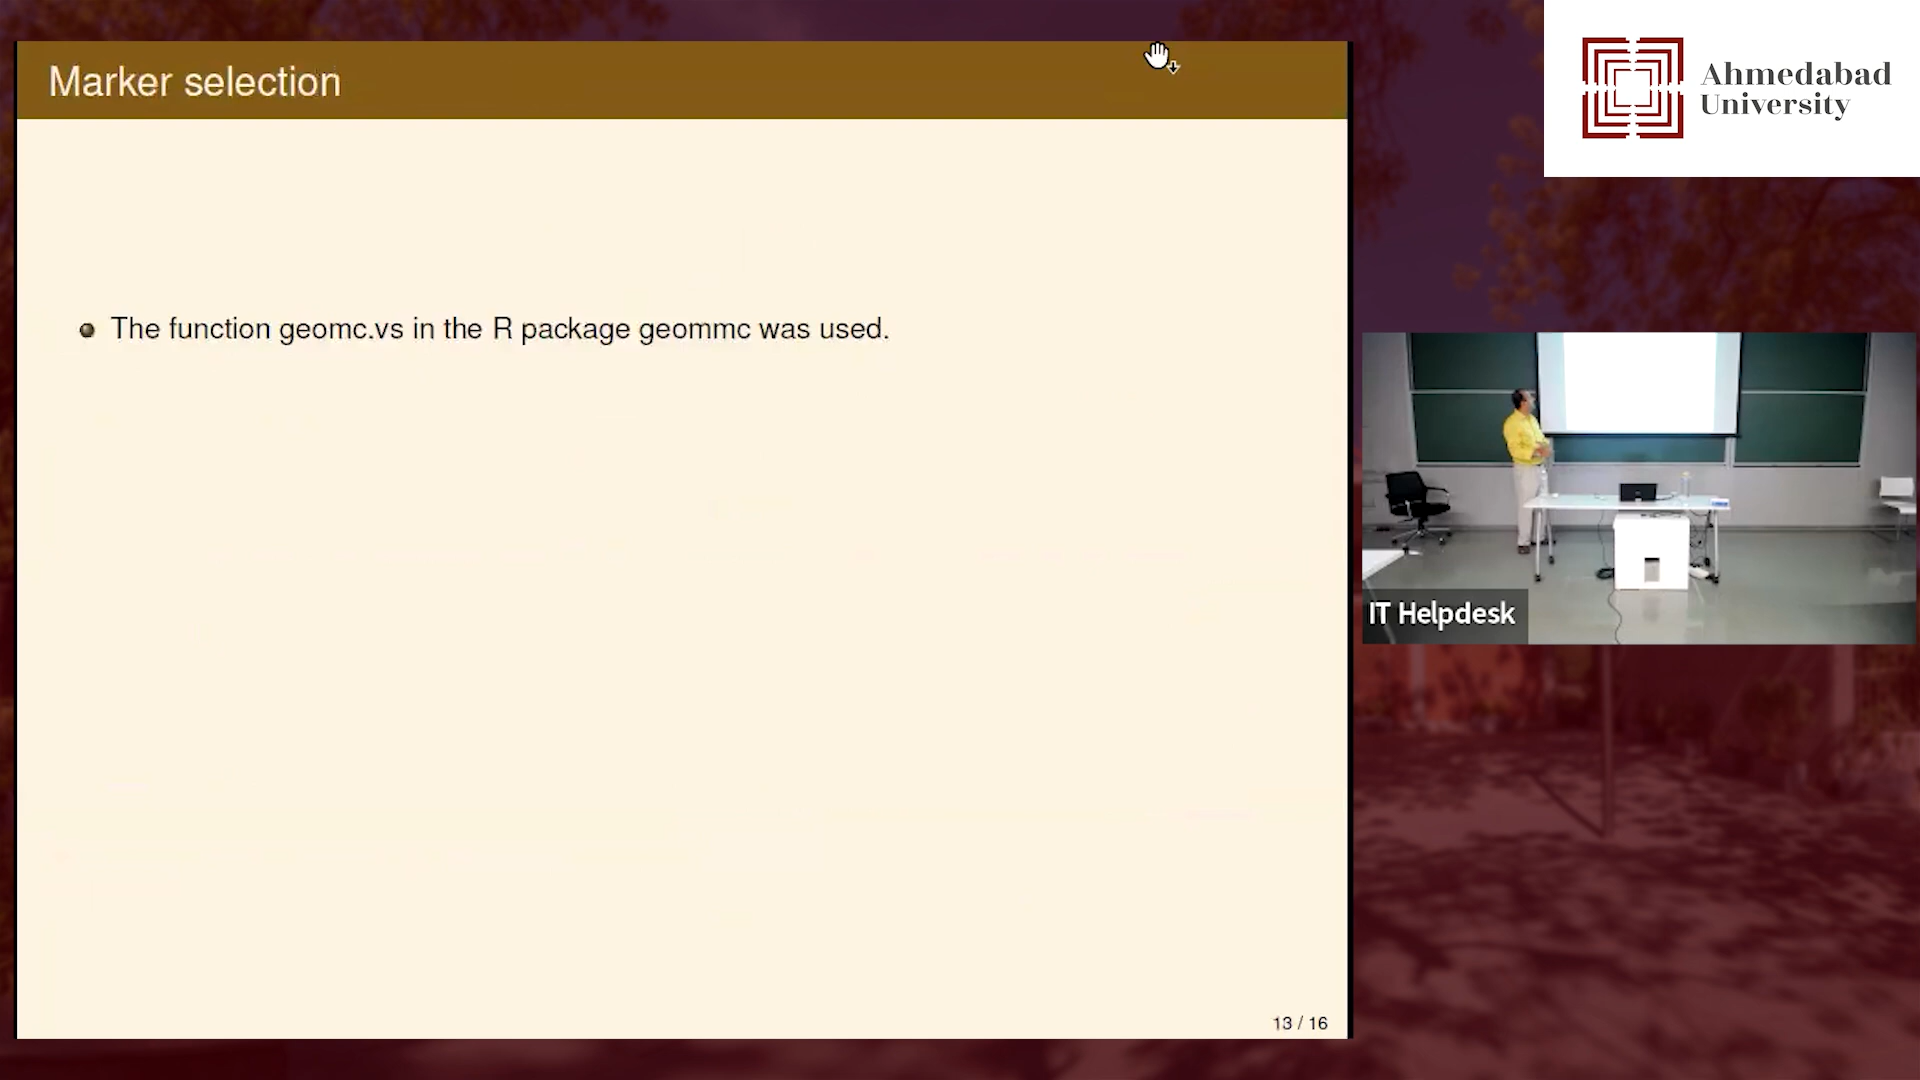 Marker selection
Ahmedabad
University
The function geomc.vs in the R package geommc was used.
IT Helpdesk
13 / 16